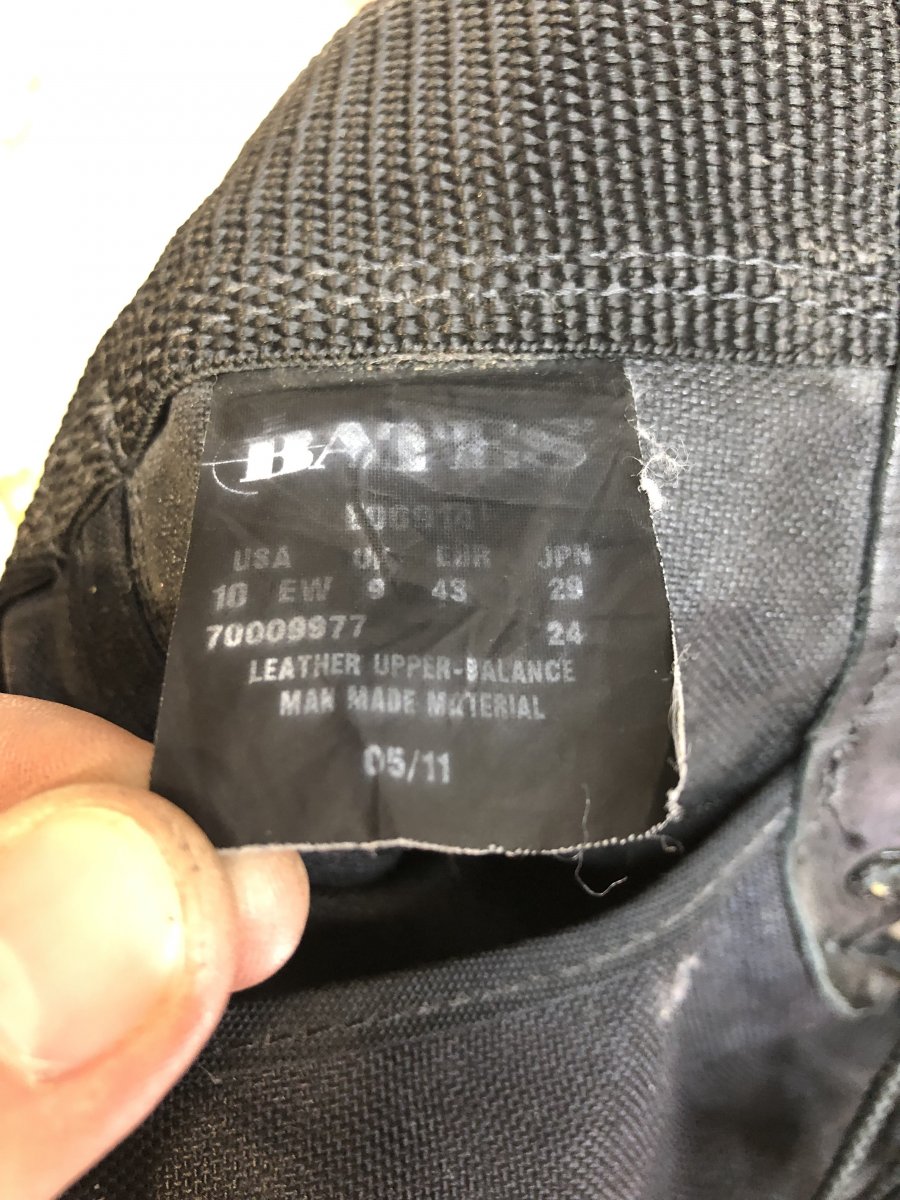 BATES
USA UK EUR JPN
10 EW 9 43 29
70009977 24
LEATHER UPPER-BALANCE
MAN MADE MATERIAL
05/11